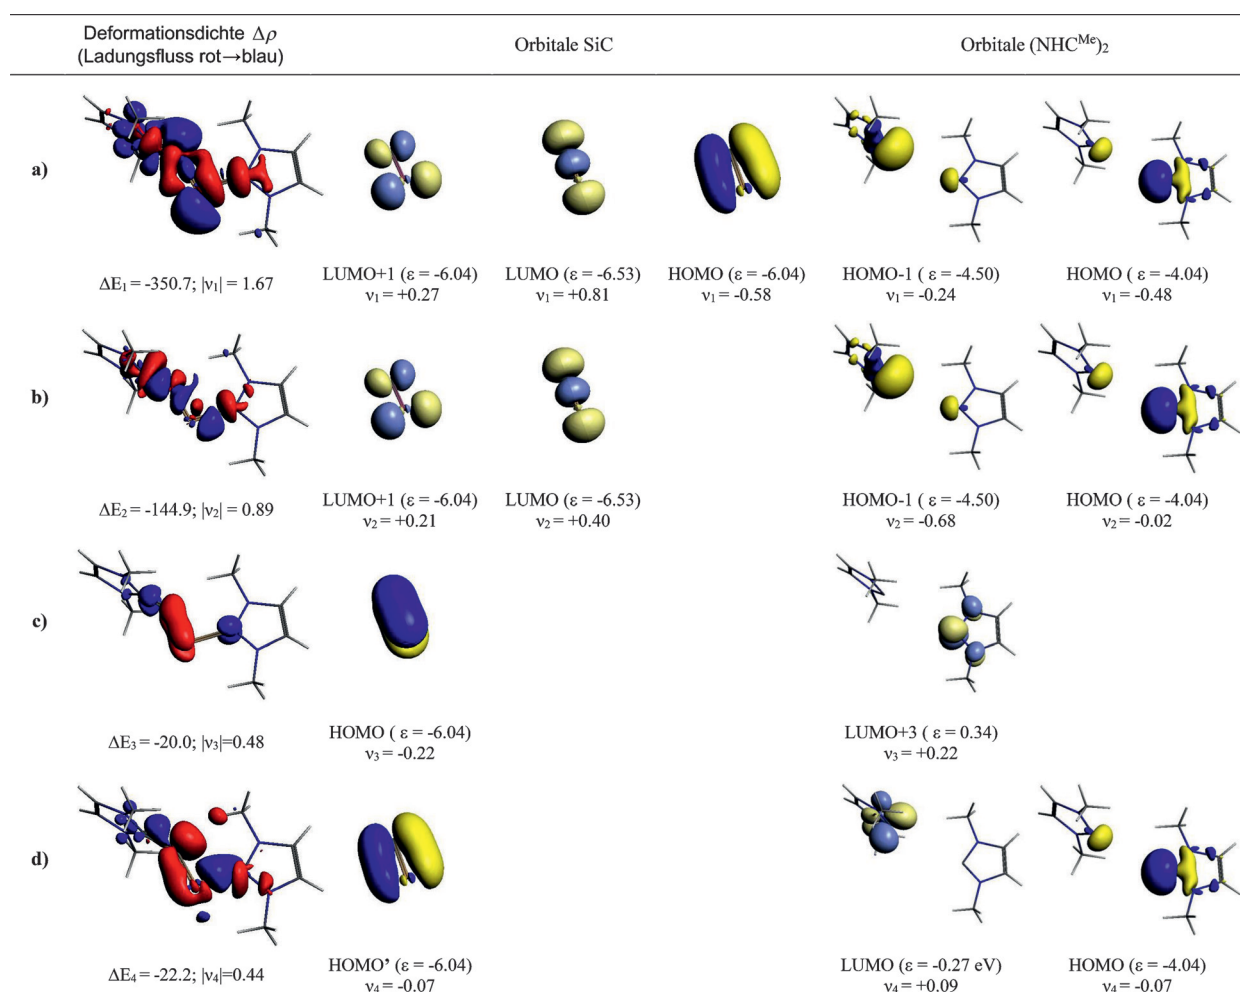 Deformationsdichte Δρ
(Ladungsfluss rot→blau)
Orbitale SiC
Orbitale (NHCᴹᵉ)₂
a)
ΔE₁ = -350.7; |ν₁| = 1.67
LUMO+1 (ε = -6.04)
ν₁ = +0.27
LUMO (ε = -6.53)
ν₁ = +0.81
HOMO (ε = -6.04)
ν₁ = -0.58
HOMO-1 ( ε = -4.50)
ν₁ = -0.24
HOMO ( ε = -4.04)
ν₁ = -0.48
b)
ΔE₂ = -144.9; |ν₂| = 0.89
LUMO+1 (ε = -6.04)
ν₂ = +0.21
LUMO (ε = -6.53)
ν₂ = +0.40
HOMO-1 ( ε = -4.50)
ν₂ = -0.68
HOMO ( ε = -4.04)
ν₂ = -0.02
c)
ΔE₃ = -20.0; |ν₃|=0.48
HOMO ( ε = -6.04)
ν₃ = -0.22
LUMO+3 ( ε = 0.34)
ν₃ = +0.22
d)
ΔE₄ = -22.2; |ν₄|=0.44
HOMO’ (ε = -6.04)
ν₄ = -0.07
LUMO (ε = -0.27 eV)
ν₄ = +0.09
HOMO (ε = -4.04)
ν₄ = -0.07